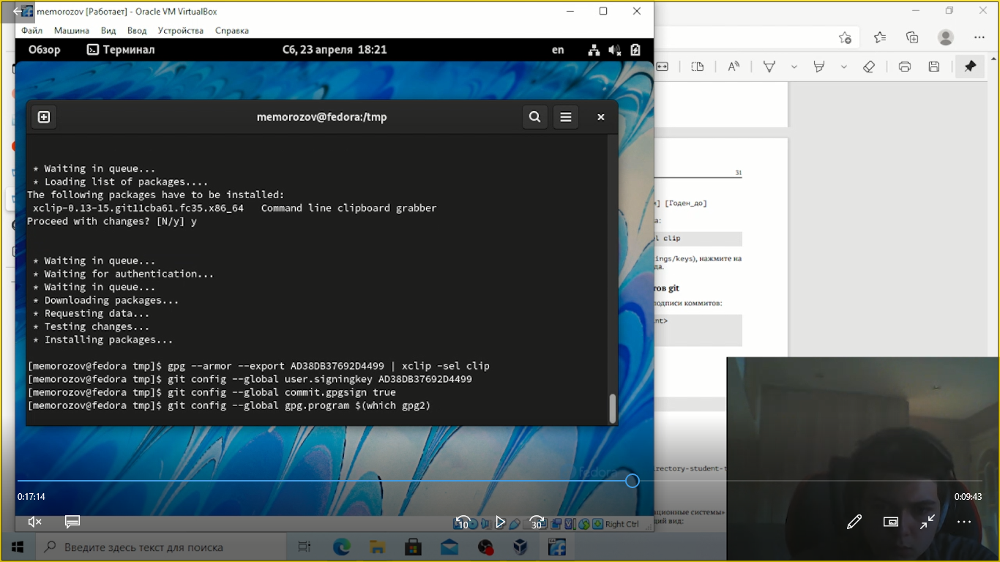 memorozov [Работает] - Oracle VM VirtualBox
Файл Машина Вид Ввод Устройства Справка
Обзор Терминал Сб, 23 апреля 18:21 en
memorozov@fedora:/tmp
* Waiting in queue...
* Loading list of packages....
The following packages have to be installed:
xclip-0.13-15.git11cba61.fc35.x86_64 Command line clipboard grabber
Proceed with changes? [N/y] y
* Waiting in queue...
* Waiting for authentication...
* Waiting in queue...
* Downloading packages...
* Requesting data...
* Testing changes...
* Installing packages...
[memorozov@fedora tmp]$ gpg --armor --export AD38DB37692D4499 | xclip -sel clip
[memorozov@fedora tmp]$ git config --global user.signingkey AD38DB37692D4499
[memorozov@fedora tmp]$ git config --global commit.gpgsign true
[memorozov@fedora tmp]$ git config --global gpg.program $(which gpg2)
fedora
31
] [Годен_до]
а:
l clip
ings/keys), нажмите на
да.
ов git
подписи коммитов:
nt>
rectory-student-t
ационные системы»
ий вид:
0:17:14
0:09:43
10
30
Right Ctrl
Введите здесь текст для поиска